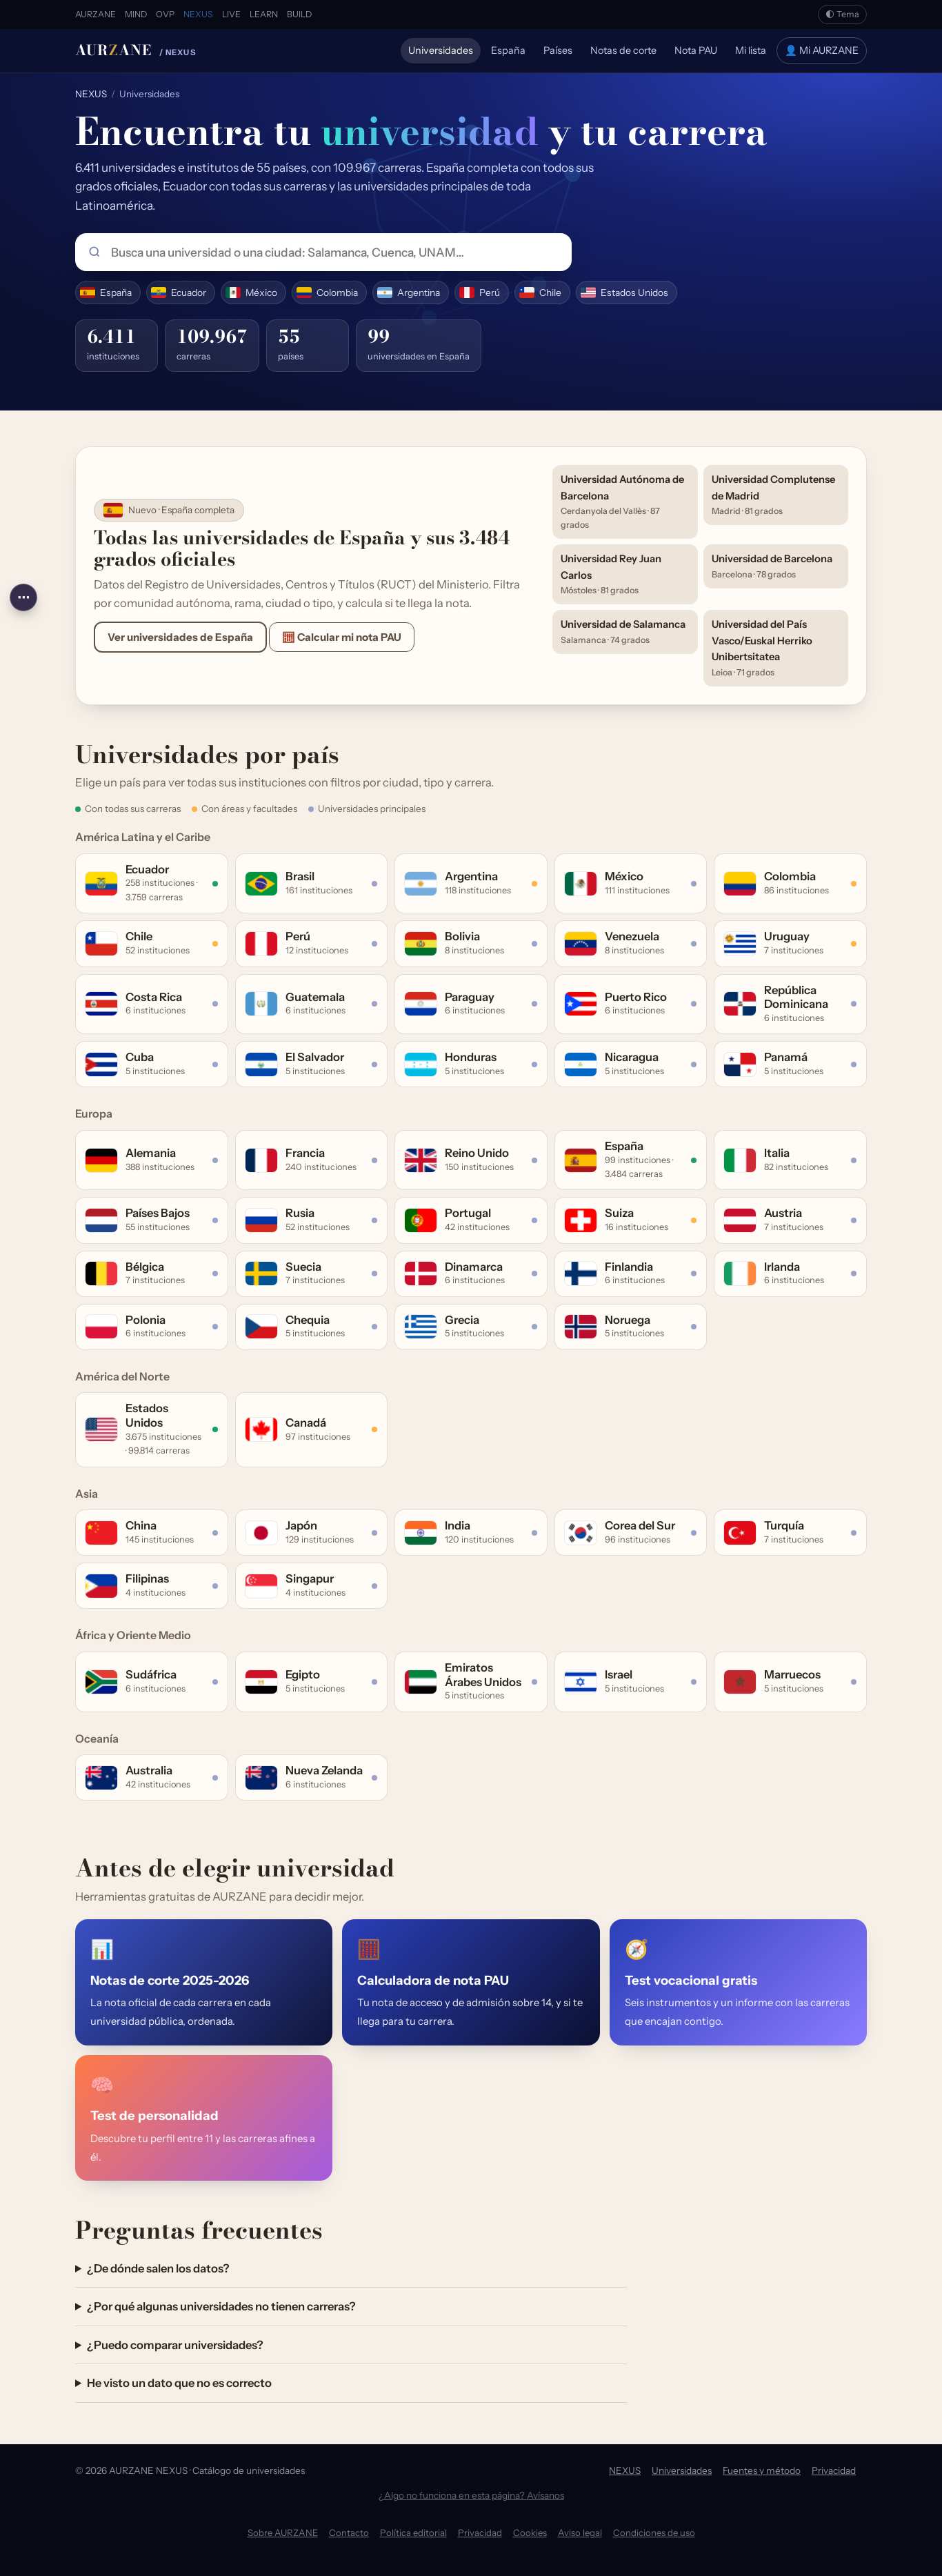 AURZANE MIND OVP NEXUS LIVE LEARN BUILD
Tema
AURZANE / NEXUS
Universidades España Países Notas de corte Nota PAU Mi lista Mi AURZANE
NEXUS / Universidades
Encuentra tu universidad y tu carrera
6.411 universidades e institutos de 55 países, con 109.967 carreras. España completa con todos sus
grados oficiales, Ecuador con todas sus carreras y las universidades principales de toda
Latinoamérica.
Busca una universidad o una ciudad: Salamanca, Cuenca, UNAM…
España Ecuador México Colombia Argentina Perú Chile Estados Unidos
6.411
instituciones
109.967
carreras
55
países
99
universidades en España
Nuevo · España completa
Todas las universidades de España y sus 3.484
grados oficiales
Datos del Registro de Universidades, Centros y Títulos (RUCT) del Ministerio. Filtra
por comunidad autónoma, rama, ciudad o tipo, y calcula si te llega la nota.
Ver universidades de España
Calcular mi nota PAU
Universidad Autónoma de
Barcelona
Cerdanyola del Vallès · 87
grados
Universidad Complutense
de Madrid
Madrid · 81 grados
Universidad Rey Juan
Carlos
Móstoles · 81 grados
Universidad de Barcelona
Barcelona · 78 grados
Universidad de Salamanca
Salamanca · 74 grados
Universidad del País
Vasco/Euskal Herriko
Unibertsitatea
Leioa · 71 grados
Universidades por país
Elige un país para ver todas sus instituciones con filtros por ciudad, tipo y carrera.
Con todas sus carreras Con áreas y facultades Universidades principales
América Latina y el Caribe
Ecuador
258 instituciones ·
3.759 carreras
Brasil
161 instituciones
Argentina
118 instituciones
México
111 instituciones
Colombia
86 instituciones
Chile
52 instituciones
Perú
12 instituciones
Bolivia
8 instituciones
Venezuela
8 instituciones
Uruguay
7 instituciones
Costa Rica
6 instituciones
Guatemala
6 instituciones
Paraguay
6 instituciones
Puerto Rico
6 instituciones
República
Dominicana
6 instituciones
Cuba
5 instituciones
El Salvador
5 instituciones
Honduras
5 instituciones
Nicaragua
5 instituciones
Panamá
5 instituciones
Europa
Alemania
388 instituciones
Francia
240 instituciones
Reino Unido
150 instituciones
España
99 instituciones ·
3.484 carreras
Italia
82 instituciones
Países Bajos
55 instituciones
Rusia
52 instituciones
Portugal
42 instituciones
Suiza
16 instituciones
Austria
7 instituciones
Bélgica
7 instituciones
Suecia
7 instituciones
Dinamarca
6 instituciones
Finlandia
6 instituciones
Irlanda
6 instituciones
Polonia
6 instituciones
Chequia
5 instituciones
Grecia
5 instituciones
Noruega
5 instituciones
América del Norte
Estados
Unidos
3.675 instituciones
· 99.814 carreras
Canadá
97 instituciones
Asia
China
145 instituciones
Japón
129 instituciones
India
120 instituciones
Corea del Sur
96 instituciones
Turquía
7 instituciones
Filipinas
4 instituciones
Singapur
4 instituciones
África y Oriente Medio
Sudáfrica
6 instituciones
Egipto
5 instituciones
Emiratos
Árabes Unidos
5 instituciones
Israel
5 instituciones
Marruecos
5 instituciones
Oceanía
Australia
42 instituciones
Nueva Zelanda
6 instituciones
Antes de elegir universidad
Herramientas gratuitas de AURZANE para decidir mejor.
Notas de corte 2025-2026
La nota oficial de cada carrera en cada
universidad pública, ordenada.
Calculadora de nota PAU
Tu nota de acceso y de admisión sobre 14, y si te
llega para tu carrera.
Test vocacional gratis
Seis instrumentos y un informe con las carreras
que encajan contigo.
Test de personalidad
Descubre tu perfil entre 11 y las carreras afines a
él.
Preguntas frecuentes
¿De dónde salen los datos?
¿Por qué algunas universidades no tienen carreras?
¿Puedo comparar universidades?
He visto un dato que no es correcto
© 2026 AURZANE NEXUS · Catálogo de universidades
NEXUS Universidades Fuentes y método Privacidad
¿Algo no funciona en esta página? Avísanos
Sobre AURZANE Contacto Política editorial Privacidad Cookies Aviso legal Condiciones de uso